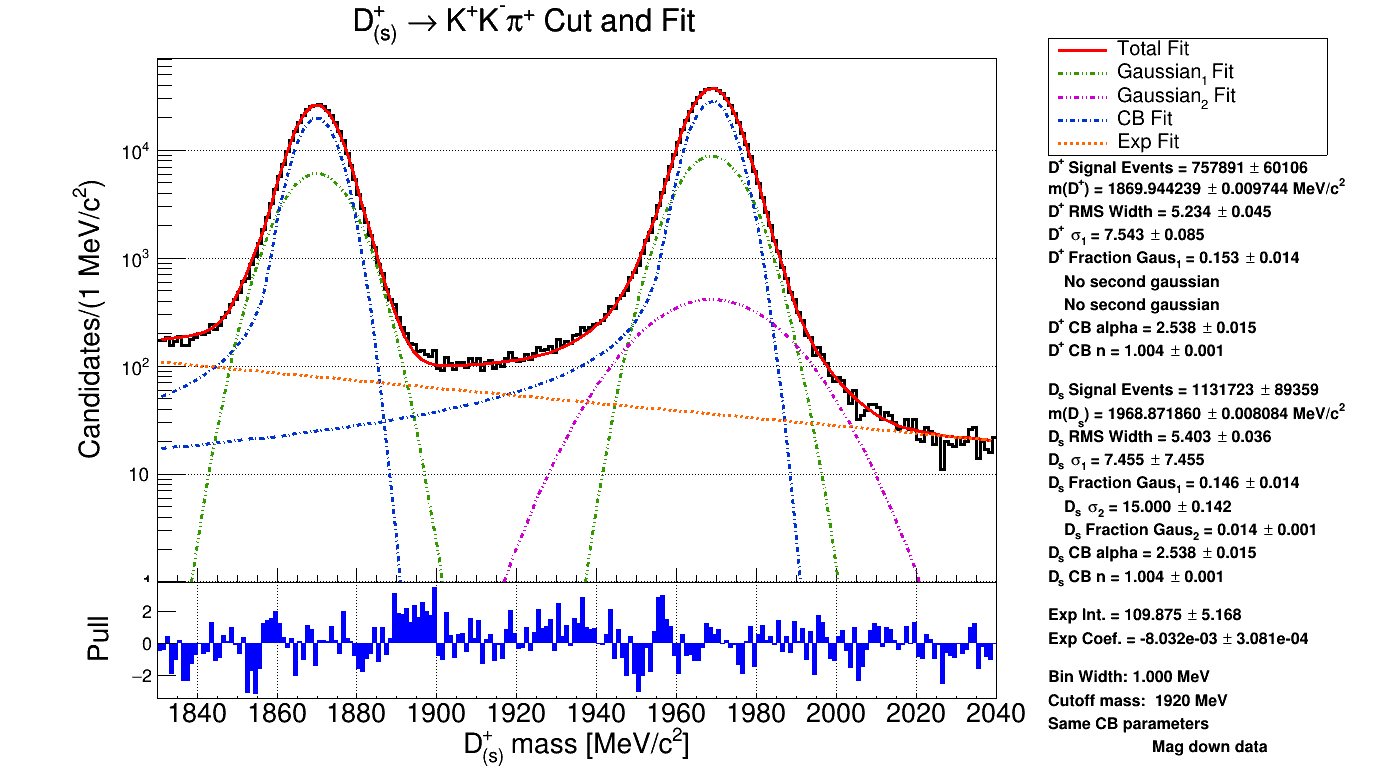 D⁺₍ₛ₎ → K⁺K⁻π⁺ Cut and Fit
Total Fit
Gaussian₁ Fit
Gaussian₂ Fit
CB Fit
Exp Fit
D⁺ Signal Events = 757891 ± 60106
m(D⁺) = 1869.944239 ± 0.009744 MeV/c²
D⁺ RMS Width = 5.234 ± 0.045
D⁺ σ₁ = 7.543 ± 0.085
D⁺ Fraction Gaus₁ = 0.153 ± 0.014
No second gaussian
No second gaussian
D⁺ CB alpha = 2.538 ± 0.015
D⁺ CB n = 1.004 ± 0.001
Dₛ Signal Events = 1131723 ± 89359
m(Dₛ) = 1968.871860 ± 0.008084 MeV/c²
Dₛ RMS Width = 5.403 ± 0.036
Dₛ σ₁ = 7.455 ± 7.455
Dₛ Fraction Gaus₁ = 0.146 ± 0.014
Dₛ σ₂ = 15.000 ± 0.142
Dₛ Fraction Gaus₂ = 0.014 ± 0.001
Dₛ CB alpha = 2.538 ± 0.015
Dₛ CB n = 1.004 ± 0.001
Exp Int. = 109.875 ± 5.168
Exp Coef. = -8.032e-03 ± 3.081e-04
Bin Width: 1.000 MeV
Cutoff mass: 1920 MeV
Same CB parameters
Mag down data
Candidates/(1 MeV/c²)
10⁴
10³
10²
10
1
Pull
2
0
−2
1840 1860 1880 1900 1920 1940 1960 1980 2000 2020 2040
D⁺₍ₛ₎ mass [MeV/c²]